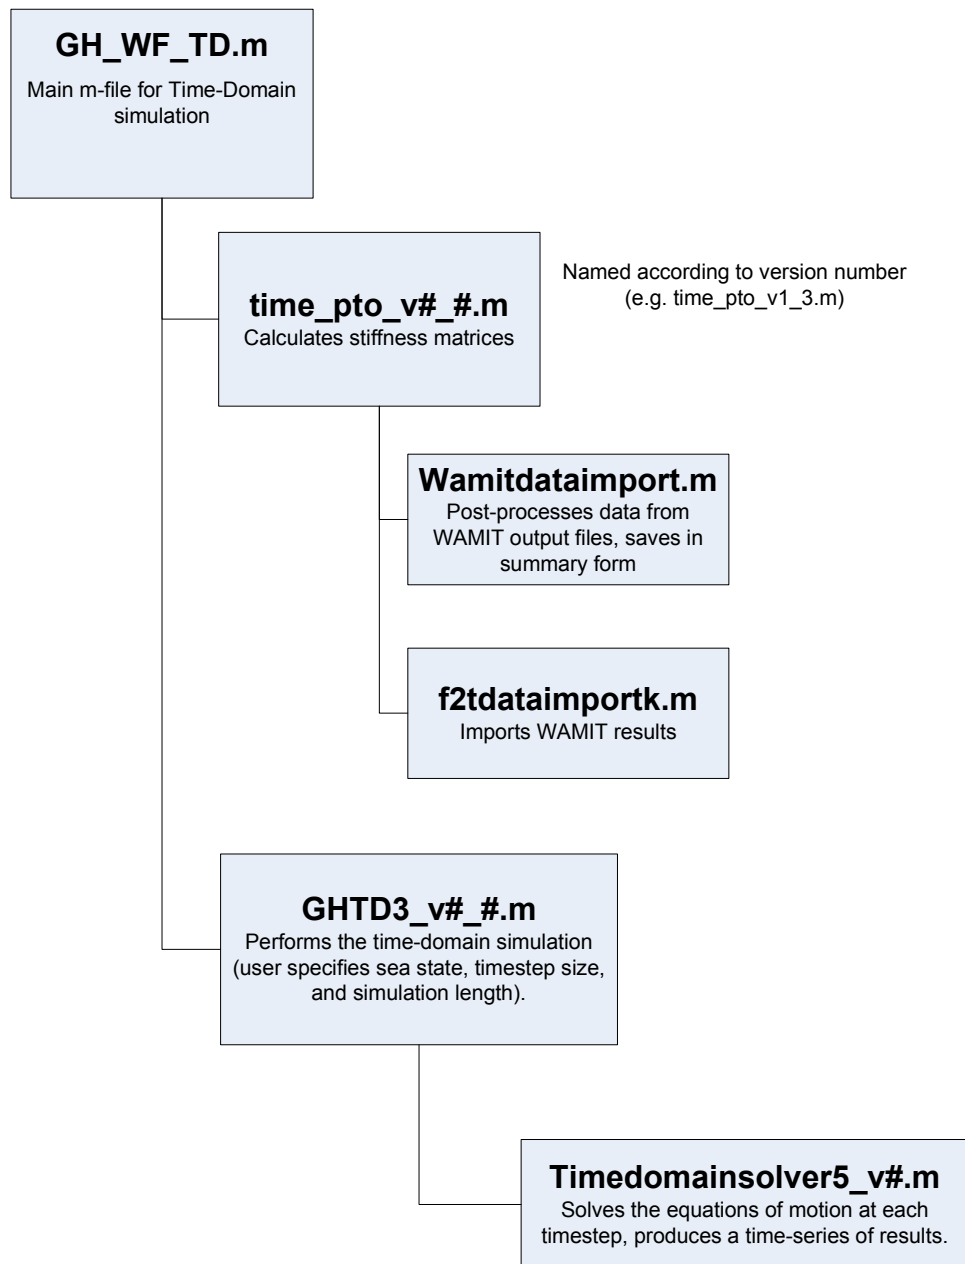 GH_WF_TD.m
Main m-file for Time-Domain
simulation
time_pto_v#_#.m
Calculates stiffness matrices
Named according to version number
(e.g. time_pto_v1_3.m)
Wamitdataimport.m
Post-processes data from
WAMIT output files, saves in
summary form
f2tdataimportk.m
Imports WAMIT results
GHTD3_v#_#.m
Performs the time-domain simulation
(user specifies sea state, timestep size,
and simulation length).
Timedomainsolver5_v#.m
Solves the equations of motion at each
timestep, produces a time-series of results.